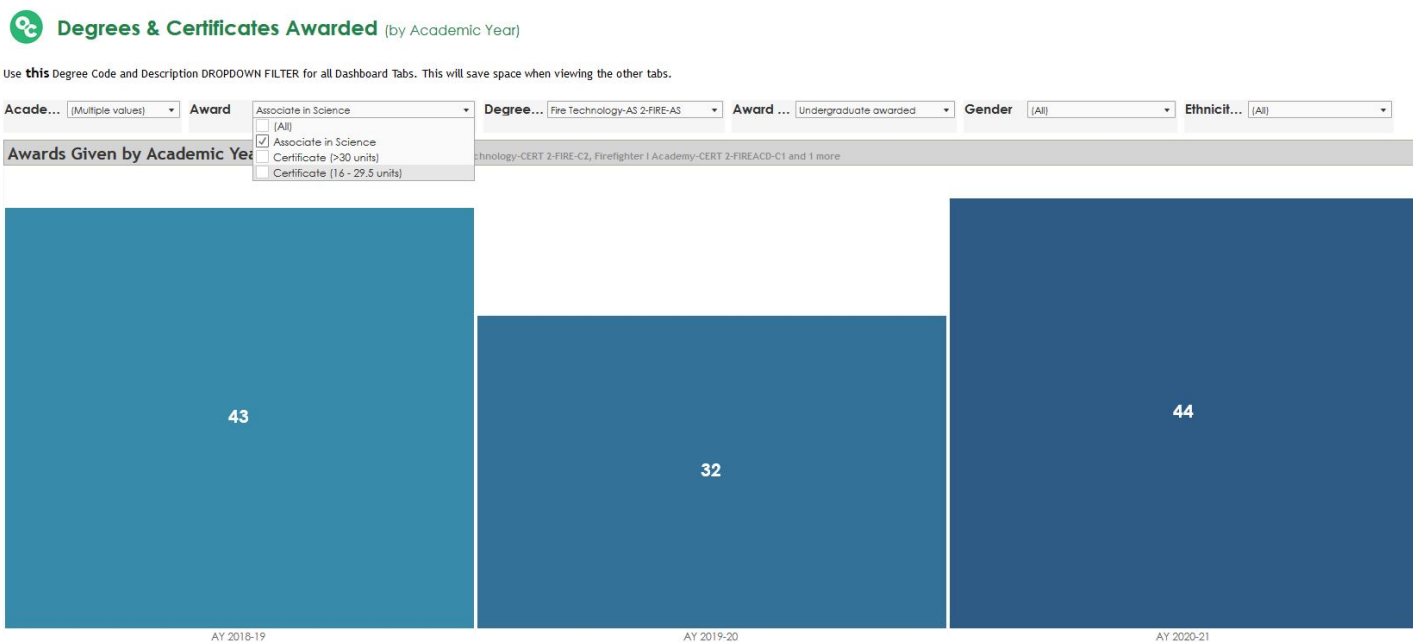 OC Degrees & Certificates Awarded (by Academic Year)
Use this Degree Code and Description DROPDOWN FILTER for all Dashboard Tabs. This will save space when viewing the other tabs.
Acade... (Multiple values) Award Associate in Science Degree... Fire Technology-AS 2-FIRE-AS Award ... Undergraduate awarded Gender (All) Ethnicit... (All)
(All)
Associate in Science
Certificate (>30 units)
Certificate (16 - 29.5 units)
Awards Given by Academic Yea chnology-CERT 2-FIRE-C2, Firefighter I Academy-CERT 2-FIREACD-C1 and 1 more
43
32
44
AY 2018-19 AY 2019-20 AY 2020-21